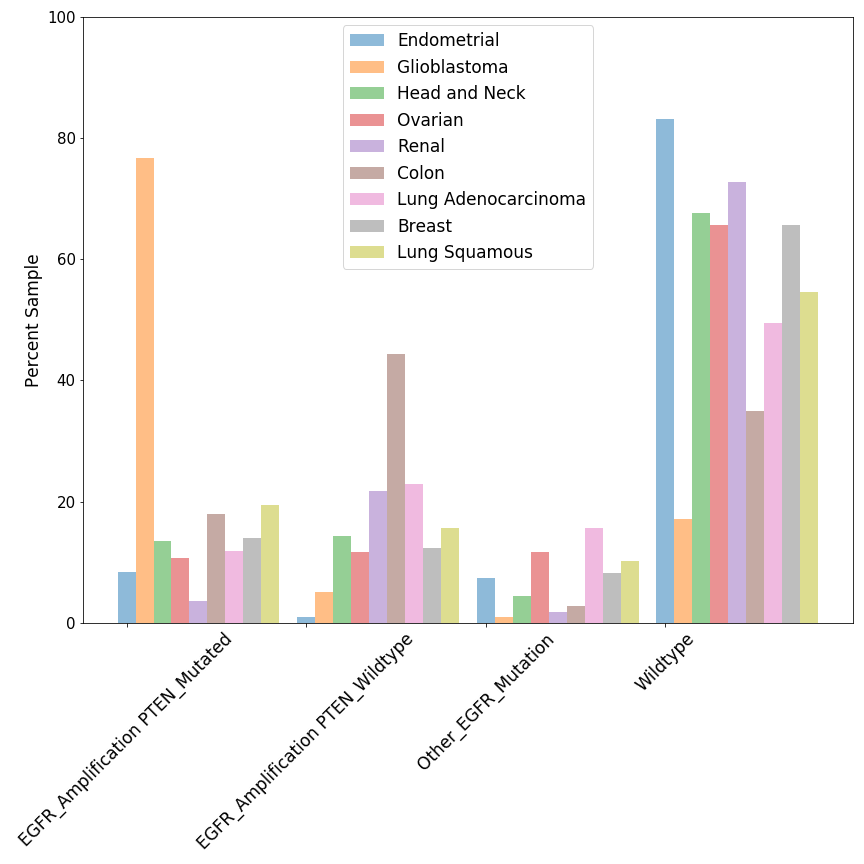 100
80
60
40
20
0
Percent Sample
Endometrial
Glioblastoma
Head and Neck
Ovarian
Renal
Colon
Lung Adenocarcinoma
Breast
Lung Squamous
EGFR_Amplification PTEN_Mutated
EGFR_Amplification PTEN_Wildtype
Other_EGFR_Mutation
Wildtype